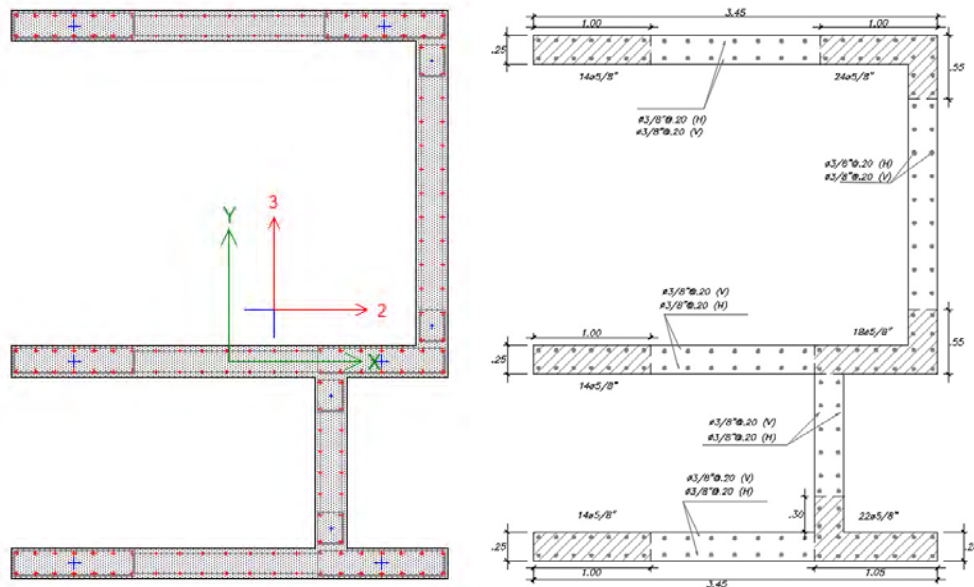 3
Y
2
X
3.45
1.00
1.00
.25
.55
14ø5/8"
24ø5/8"
ø3/8"@.20 (H)
ø3/8"@.20 (V)
ø3/8"@.20 (H)
ø3/8"@.20 (V)
ø3/8"@.20 (V)
ø3/8"@.20 (H)
1.00
18ø5/8"
.25
.55
14ø5/8"
ø3/8"@.20 (V)
ø3/8"@.20 (H)
ø3/8"@.20 (V)
ø3/8"@.20 (H)
14ø5/8"
.30
22ø5/8"
.25
1.00
1.05
3.45